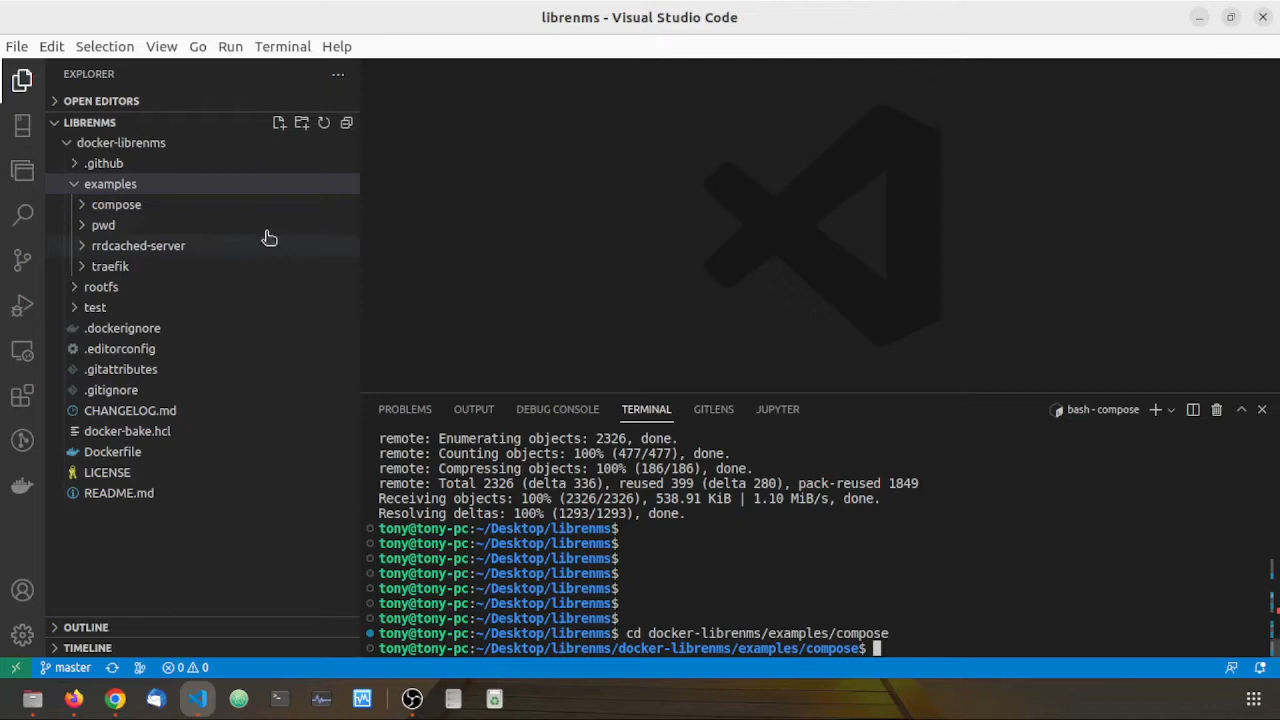 librenms - Visual Studio Code
File Edit Selection View Go Run Terminal Help
EXPLORER
OPEN EDITORS
LIBRENMS
docker-librenms
.github
examples
compose
pwd
rrdcached-server
traefik
rootfs
test
.dockerignore
.editorconfig
.gitattributes
.gitignore
CHANGELOG.md
docker-bake.hcl
Dockerfile
LICENSE
README.md
OUTLINE
TIMELINE
PROBLEMS OUTPUT DEBUG CONSOLE TERMINAL GITLENS JUPYTER
bash - compose
remote: Enumerating objects: 2326, done.
remote: Counting objects: 100% (477/477), done.
remote: Compressing objects: 100% (186/186), done.
remote: Total 2326 (delta 336), reused 399 (delta 280), pack-reused 1849
Receiving objects: 100% (2326/2326), 538.91 KiB | 1.10 MiB/s, done.
Resolving deltas: 100% (1293/1293), done.
tony@tony-pc:~/Desktop/librenms$
tony@tony-pc:~/Desktop/librenms$
tony@tony-pc:~/Desktop/librenms$
tony@tony-pc:~/Desktop/librenms$
tony@tony-pc:~/Desktop/librenms$
tony@tony-pc:~/Desktop/librenms$
tony@tony-pc:~/Desktop/librenms$
tony@tony-pc:~/Desktop/librenms$ cd docker-librenms/examples/compose
tony@tony-pc:~/Desktop/librenms/docker-librenms/examples/compose$
master 0 0